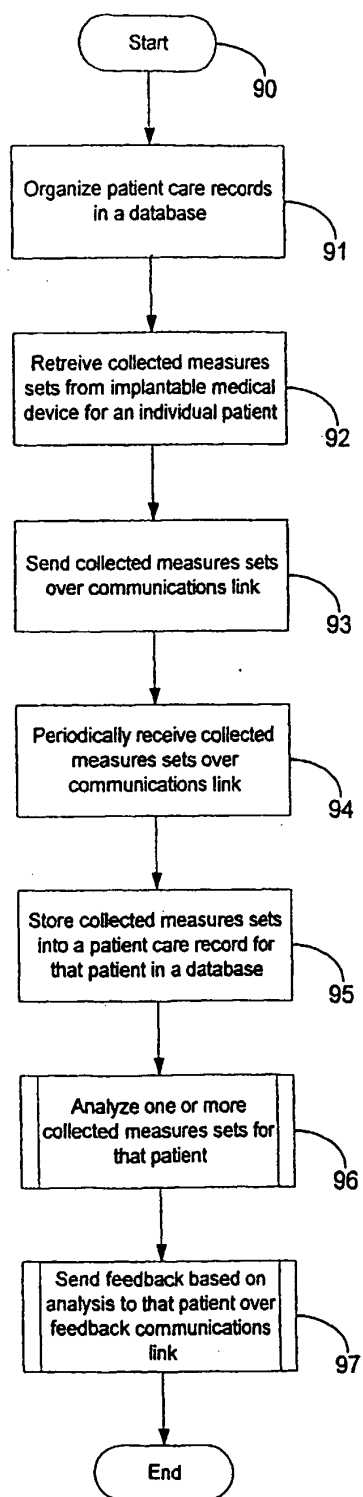 Start
90
Organize patient care records
in a database
91
Retreive collected measures
sets from implantable medical
device for an individual patient
92
Send collected measures sets
over communications link
93
Periodically receive collected
measures sets over
communications link
94
Store collected measures sets
into a patient care record for
that patient in a database
95
Analyze one or more
collected measures sets for
that patient
96
Send feedback based on
analysis to that patient over
feedback communications
link
97
End